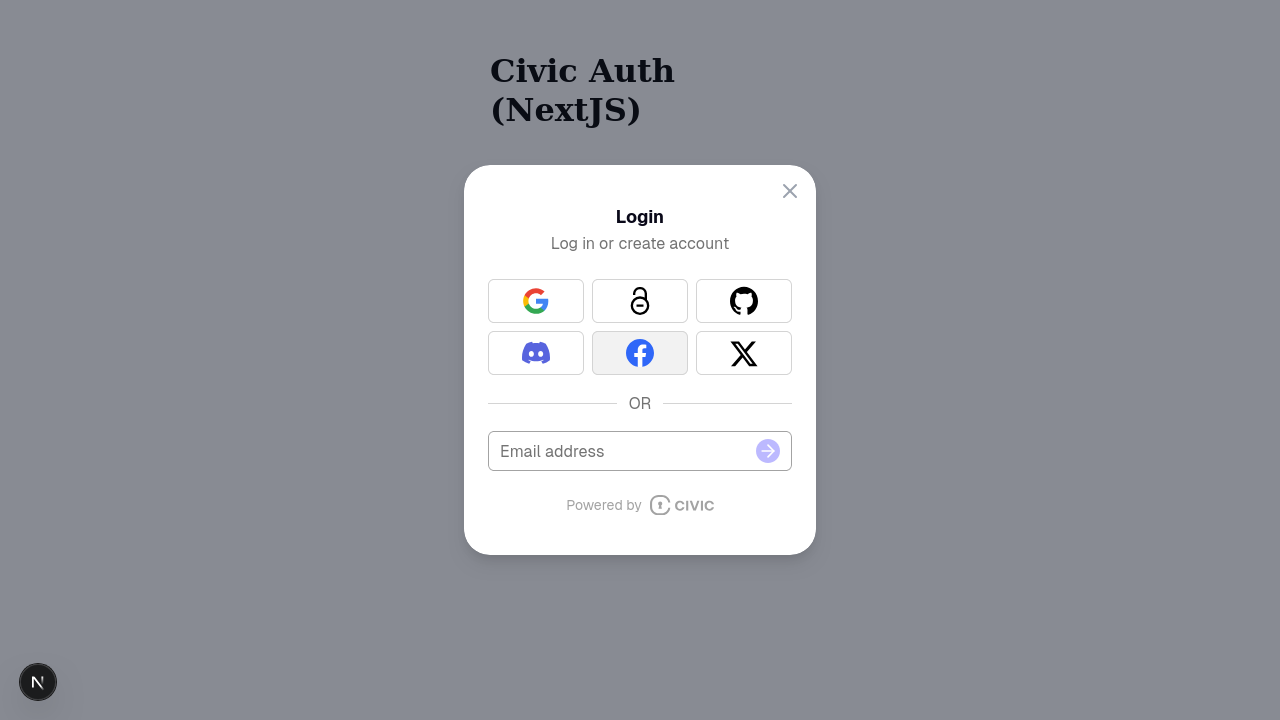 Civic Auth
(NextJS)
Login
Log in or create account
OR
Email address
Powered by CIVIC
N